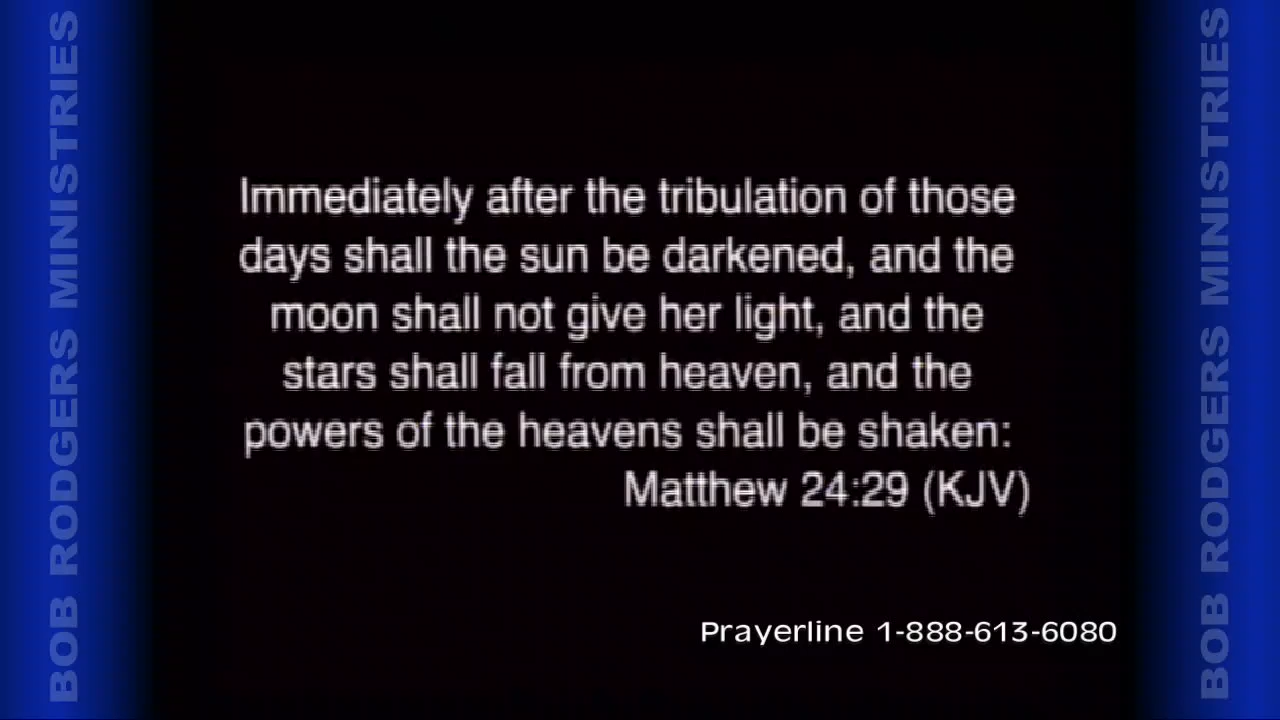 BOB RODGERS MINISTRIES
Immediately after the tribulation of those
days shall the sun be darkened, and the
moon shall not give her light, and the
stars shall fall from heaven, and the
powers of the heavens shall be shaken:
Matthew 24:29 (KJV)
Prayerline 1-888-613-6080
BOB RODGERS MINISTRIES